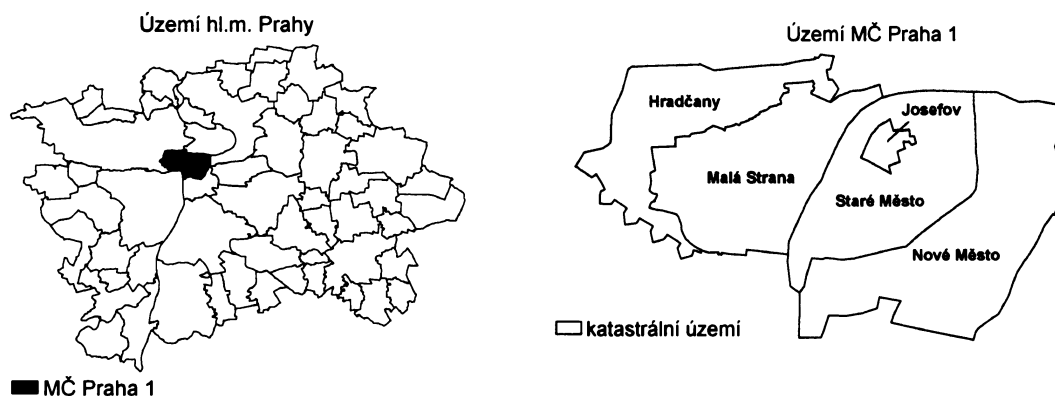 Území hl.m. Prahy
MČ Praha 1
Území MČ Praha 1
Hradčany
Josefov
Malá Strana
Staré Město
Nové Město
katastrální území